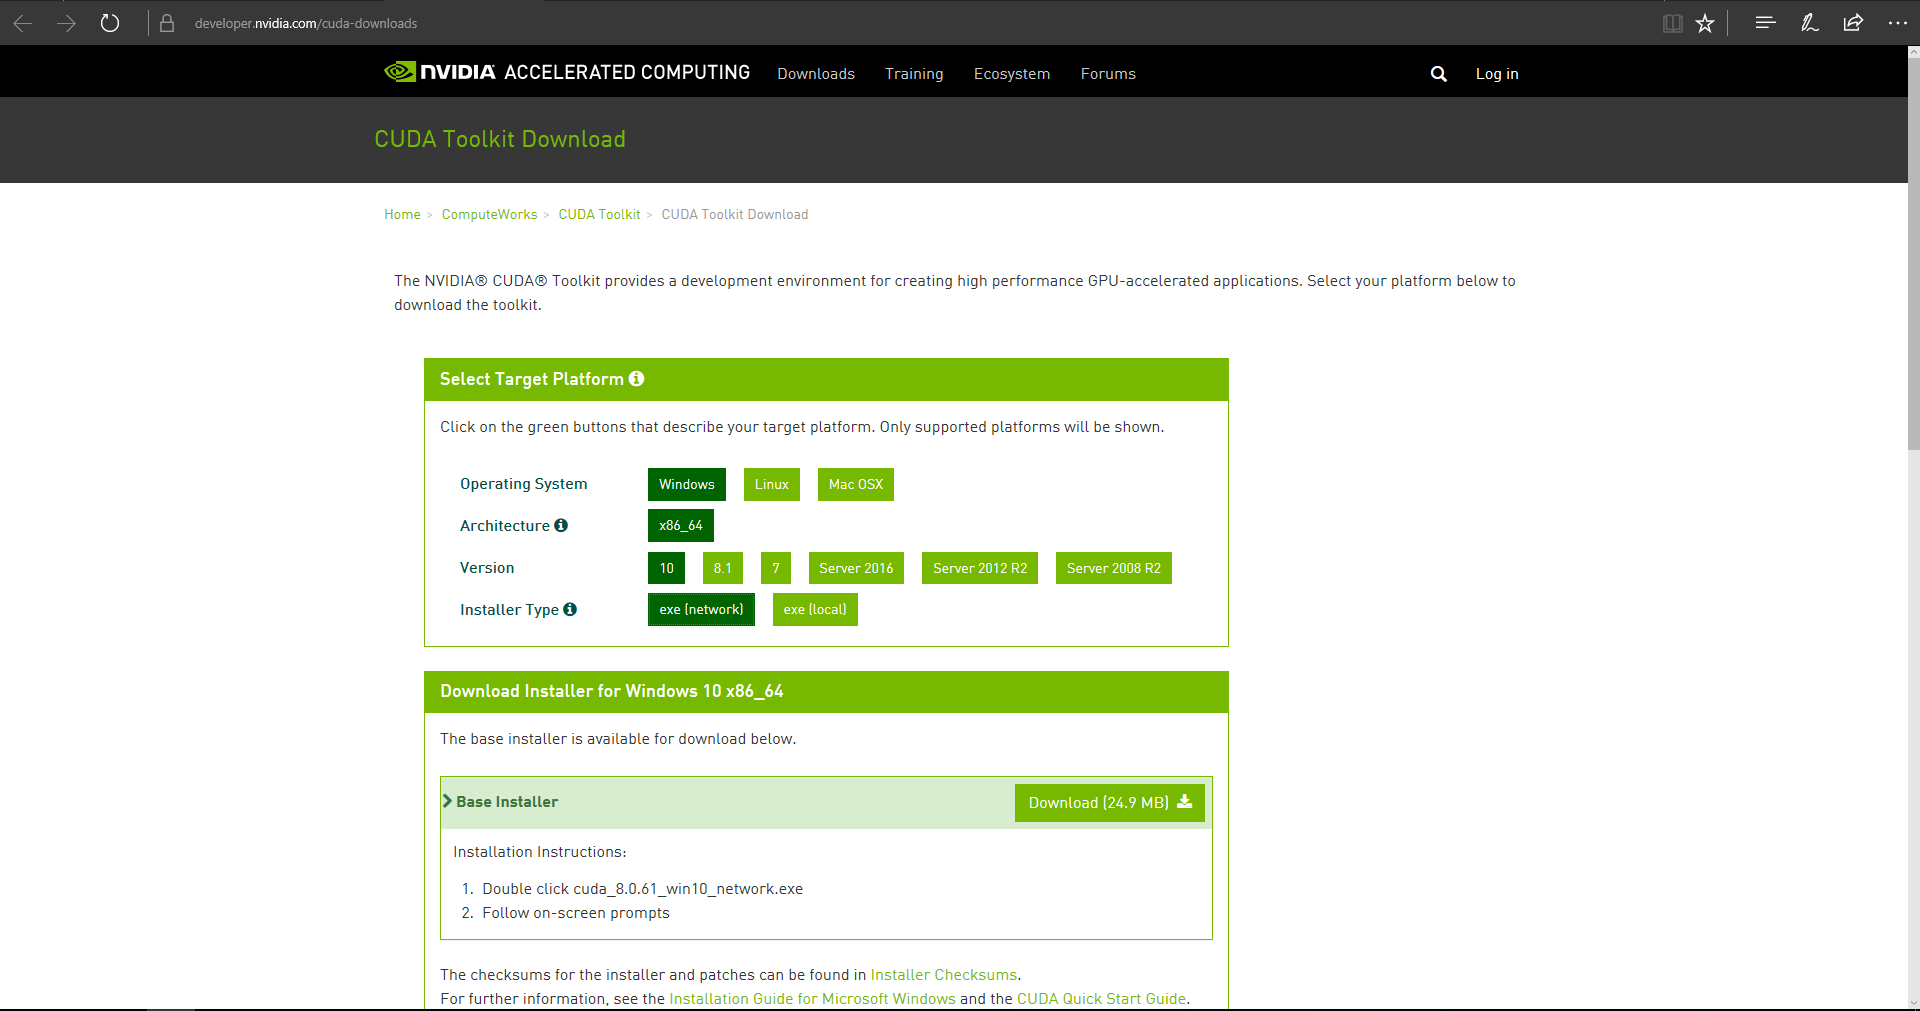 developer.nvidia.com/cuda-downloads
NVIDIA ACCELERATED COMPUTING Downloads Training Ecosystem Forums Log in
CUDA Toolkit Download
Home > ComputeWorks > CUDA Toolkit > CUDA Toolkit Download
The NVIDIA® CUDA® Toolkit provides a development environment for creating high performance GPU-accelerated applications. Select your platform below to
download the toolkit.
Select Target Platform
Click on the green buttons that describe your target platform. Only supported platforms will be shown.
Operating System Windows Linux Mac OSX
Architecture x86_64
Version 10 8.1 7 Server 2016 Server 2012 R2 Server 2008 R2
Installer Type exe (network) exe (local)
Download Installer for Windows 10 x86_64
The base installer is available for download below.
Base Installer Download (24.9 MB)
Installation Instructions:
1. Double click cuda_8.0.61_win10_network.exe
2. Follow on-screen prompts
The checksums for the installer and patches can be found in Installer Checksums.
For further information, see the Installation Guide for Microsoft Windows and the CUDA Quick Start Guide.